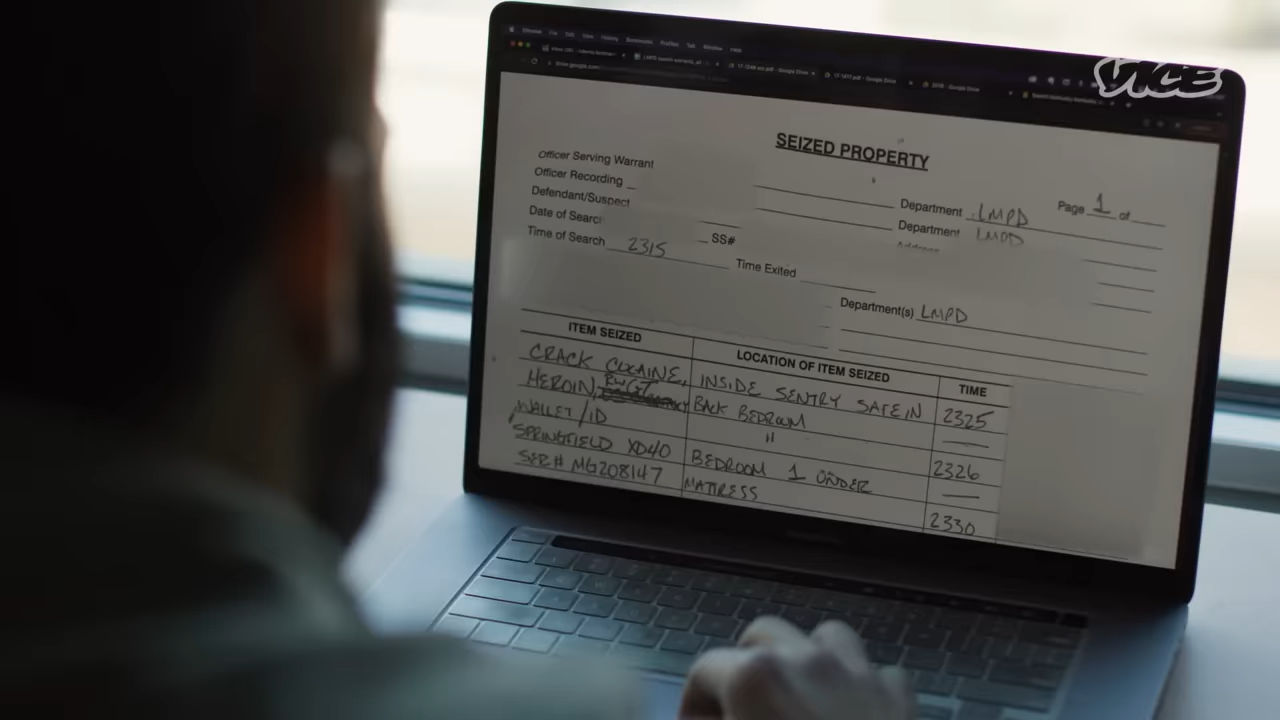 VICE
SEIZED PROPERTY
Officer Serving Warrant
Officer Recording
Department LMPD
Page 1 of
Defendant/Suspect
Department LMPD
Date of Search
SS#
Time of Search 2315
Time Exited
Department(s) LMPD
ITEM SEIZED LOCATION OF ITEM SEIZED TIME
CRACK COCAINE, INSIDE SENTRY SAFE IN 2325
HEROIN, BACK BEDROOM
WALLET/ID " 2326
SPRINGFIELD XD40 BEDROOM 1 UNDER
SER# MG208147 MATTRESS 2330